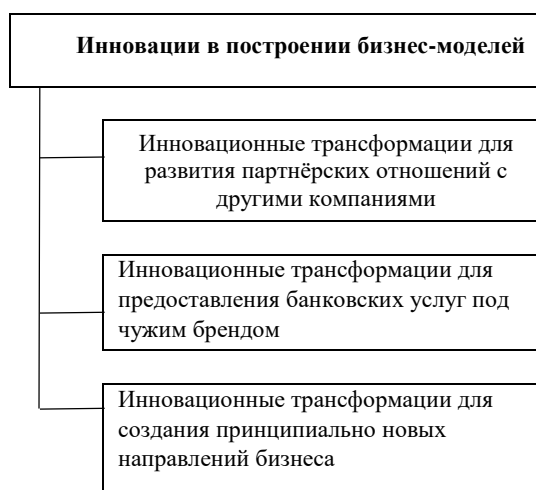 Инновации в построении бизнес-моделей
Инновационные трансформации для
развития партнёрских отношений с
другими компаниями
Инновационные трансформации для
предоставления банковских услуг под
чужим брендом
Инновационные трансформации для
создания принципиально новых
направлений бизнеса